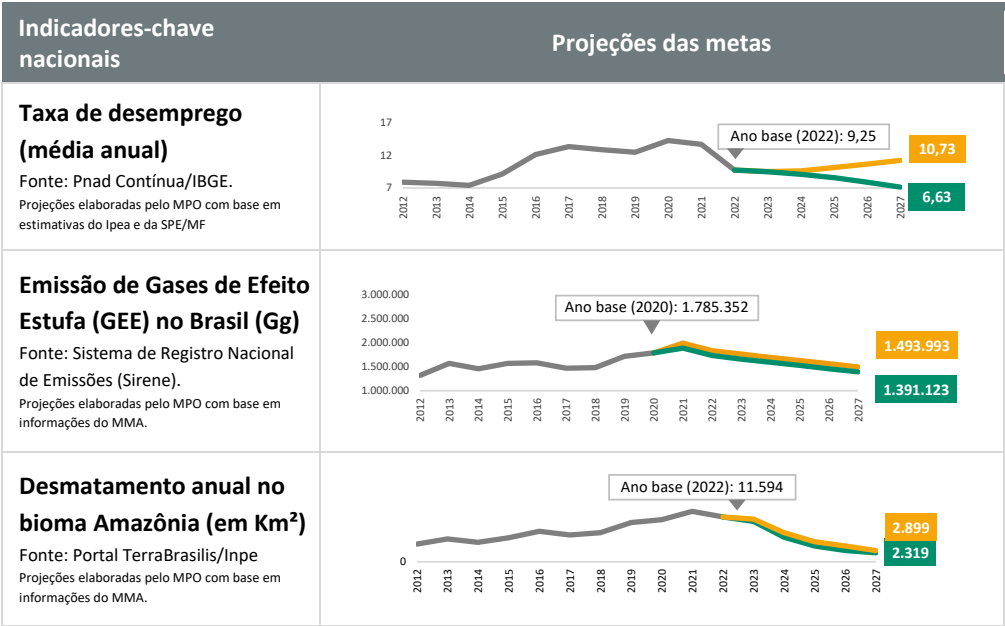 Indicadores-chave
nacionais
Projeções das metas
Taxa de desemprego
(média anual)
Fonte: Pnad Contínua/IBGE.
Projeções elaboradas pelo MPO com base em
estimativas do Ipea e da SPE/MF
17
12
7
Ano base (2022): 9,25
10,73
6,63
2012
2013
2014
2015
2016
2017
2018
2019
2020
2021
2022
2023
2024
2025
2026
2027
Emissão de Gases de Efeito
Estufa (GEE) no Brasil (Gg)
Fonte: Sistema de Registro Nacional
de Emissões (Sirene).
Projeções elaboradas pelo MPO com base em
informações do MMA.
3.000.000
2.500.000
2.000.000
1.500.000
1.000.000
Ano base (2020): 1.785.352
1.493.993
1.391.123
2012
2013
2014
2015
2016
2017
2018
2019
2020
2021
2022
2023
2024
2025
2026
2027
Desmatamento anual no
bioma Amazônia (em Km²)
Fonte: Portal TerraBrasilis/Inpe
Projeções elaboradas pelo MPO com base em
informações do MMA.
Ano base (2022): 11.594
2.899
2.319
0
2012
2013
2014
2015
2016
2017
2018
2019
2020
2021
2022
2023
2024
2025
2026
2027